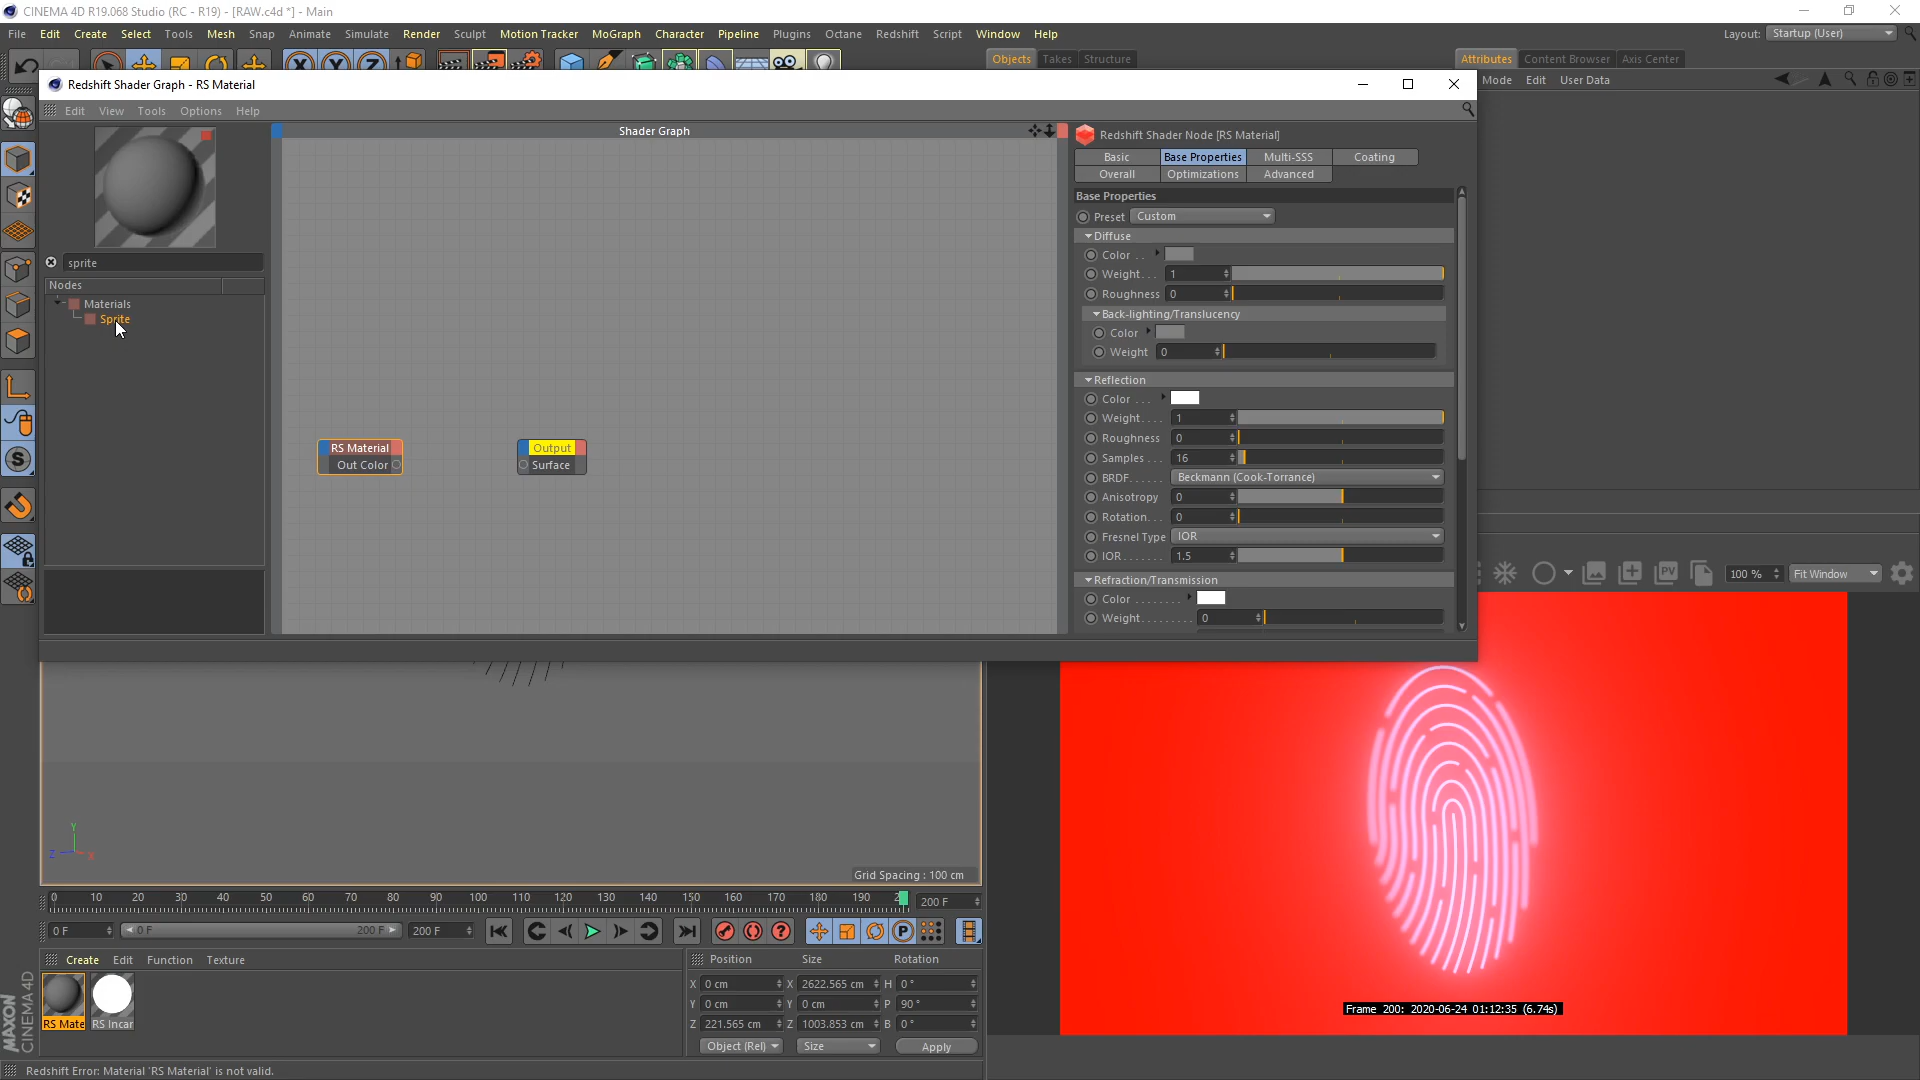 CINEMA 4D R19.068 Studio (RC - R19) - [RAW.c4d *] - Main
File Edit Create Select Tools Mesh Snap Animate Simulate Render Sculpt Motion Tracker MoGraph Character Pipeline Plugins Octane Redshift Script Window Help Layout: Startup (User)
Objects Takes Structure Attributes Content Browser Axis Center
Mode Edit User Data
Redshift Shader Graph - RS Material
Edit View Tools Options Help
Shader Graph
Redshift Shader Node [RS Material]
Basic Base Properties Multi-SSS Coating
Overall Optimizations Advanced
Base Properties
Preset Custom
Diffuse
Color . .
Weight. . . 1
Roughness 0
Back-lighting/Translucency
Color
Weight 0
Reflection
Color . . .
Weight. . . . 1
Roughness 0
Samples . . . 16
BRDF. . . . . . Beckmann (Cook-Torrance)
Anisotropy 0
Rotation. . . 0
Fresnel Type IOR
IOR. . . . . . . 1.5
Refraction/Transmission
Color . . . . . . . .
Weight. . . . . . . . . 0
sprite
Nodes
Materials
Sprite
RS Material
Out Color
Output
Surface
100 % Fit Window
Y
Z X
Grid Spacing : 100 cm
0 10 20 30 40 50 60 70 80 90 100 110 120 130 140 150 160 170 180 190 2 200 F
0 F 0 F 200 F 200 F
Create Edit Function Texture
RS Mate RS Incar
Position Size Rotation
X 0 cm X 2622.565 cm H 0 °
Y 0 cm Y 0 cm P 90 °
Z 221.565 cm Z 1003.853 cm B 0 °
Object (Rel) Size Apply
MAXON
CINEMA 4D
Frame 200: 2020-06-24 01:12:35 (6.74s)
Redshift Error: Material 'RS Material' is not valid.